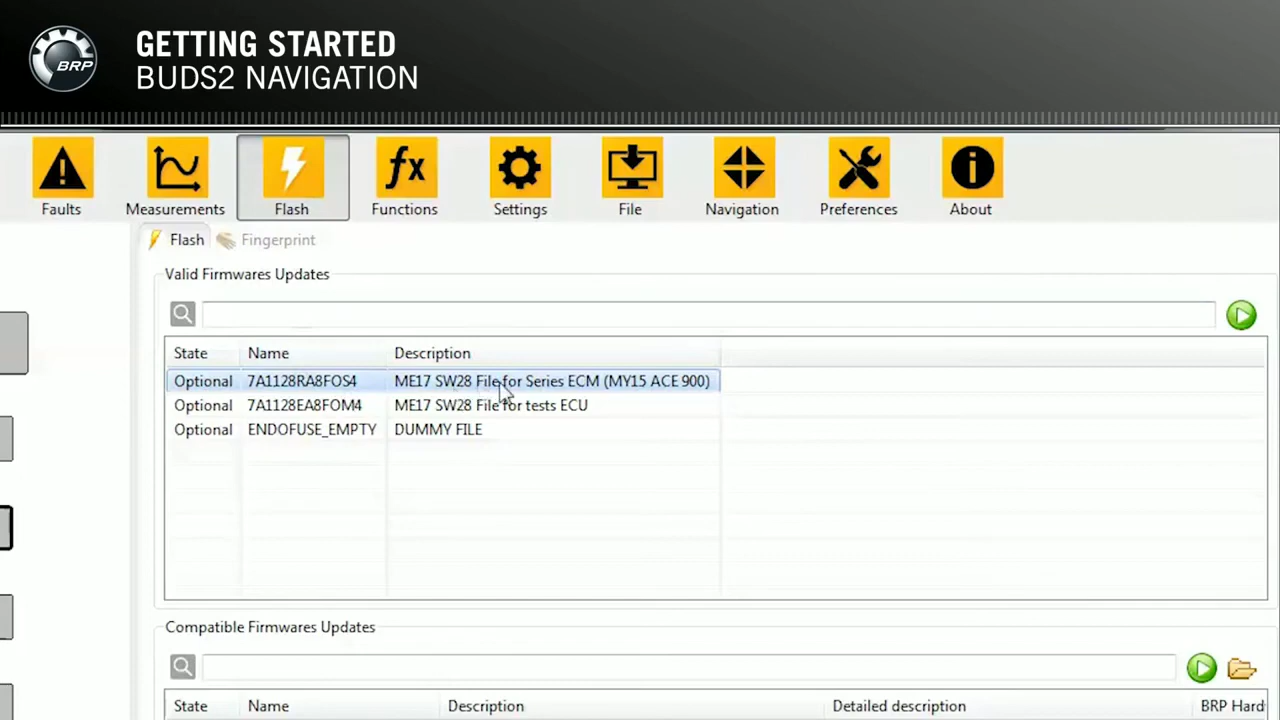 BRP
GETTING STARTED
BUDS2 NAVIGATION
Faults Measurements Flash fx Functions Settings File Navigation Preferences i About
Flash Fingerprint
Valid Firmwares Updates
State Name Description
Optional 7A1128RA8FOS4 ME17 SW28 File for Series ECM (MY15 ACE 900)
Optional 7A1128EA8FOM4 ME17 SW28 File for tests ECU
Optional ENDOFUSE_EMPTY DUMMY FILE
Compatible Firmwares Updates
State Name Description Detailed description BRP Hard